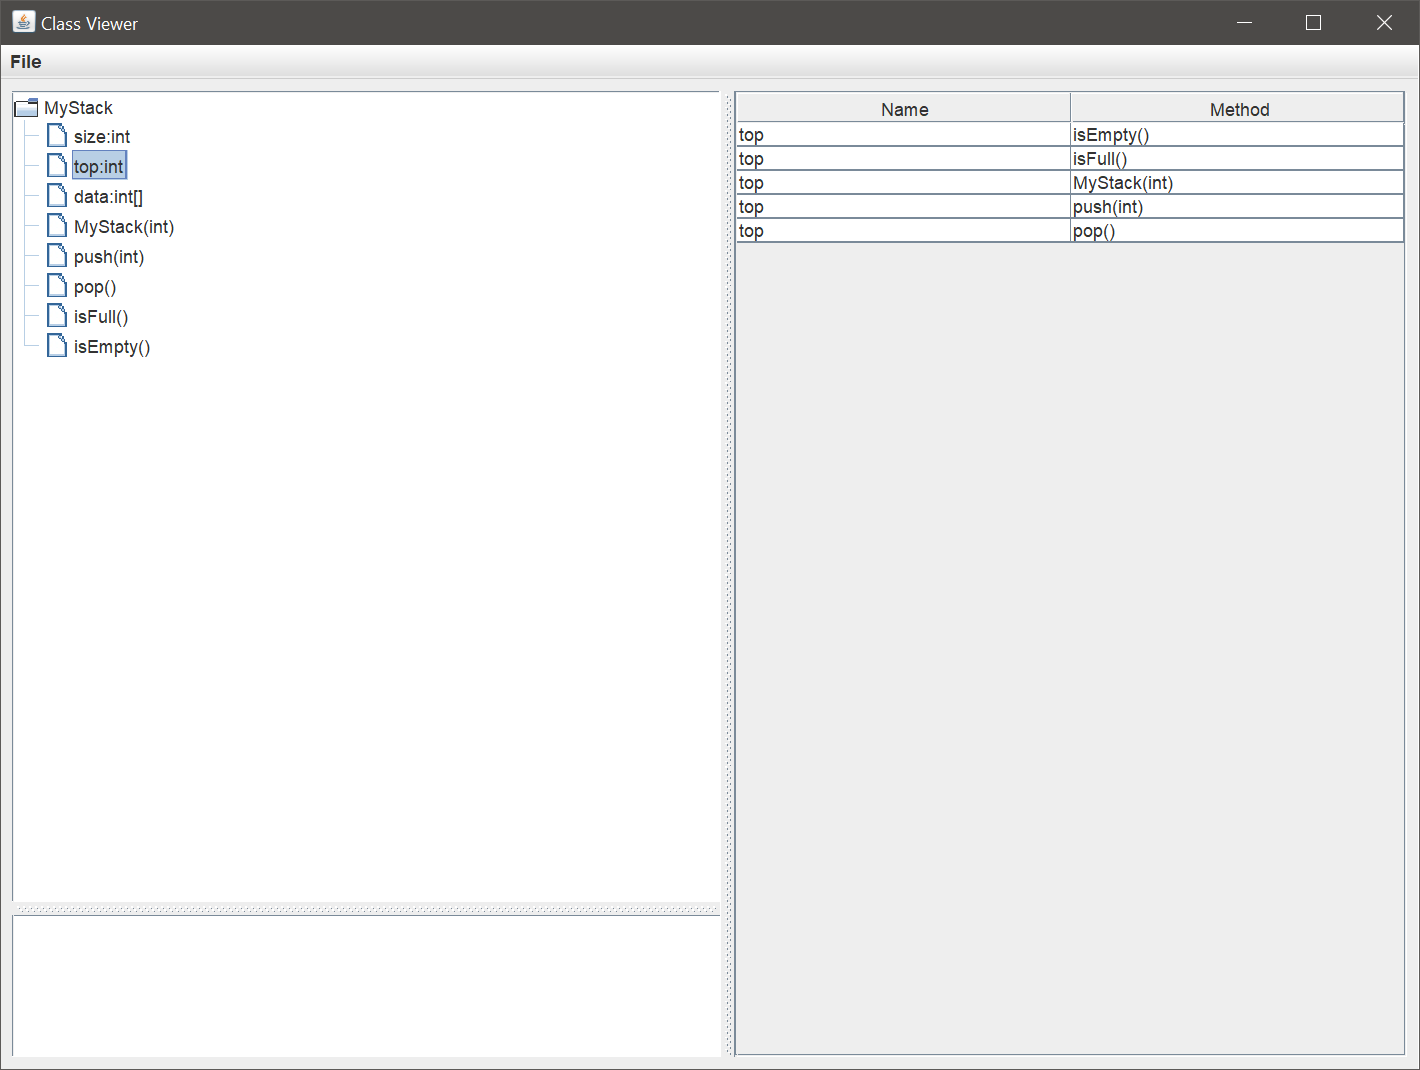 Class Viewer
File
MyStack
size:int
top:int
data:int[]
MyStack(int)
push(int)
pop()
isFull()
isEmpty()
Name Method
top isEmpty()
top isFull()
top MyStack(int)
top push(int)
top pop()